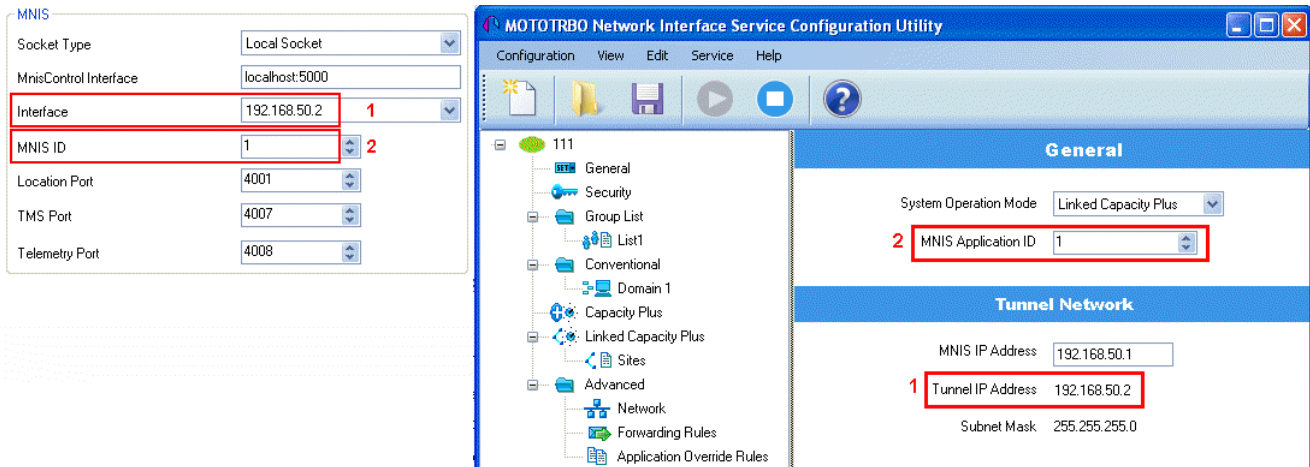 MNIS
Socket Type Local Socket
MnisControl Interface localhost:5000
Interface 192.168.50.2 1
MNIS ID 1 2
Location Port 4001
TMS Port 4007
Telemetry Port 4008
MOTOTRBO Network Interface Service Configuration Utility
Configuration View Edit Service Help
111
SET
General
Security
Group List
List1
Conventional
Domain 1
Capacity Plus
Linked Capacity Plus
Sites
Advanced
Network
Forwarding Rules
Application Override Rules
General
System Operation Mode Linked Capacity Plus
2 MNIS Application ID 1
Tunnel Network
MNIS IP Address 192.168.50.1
1 Tunnel IP Address 192.168.50.2
Subnet Mask 255.255.255.0